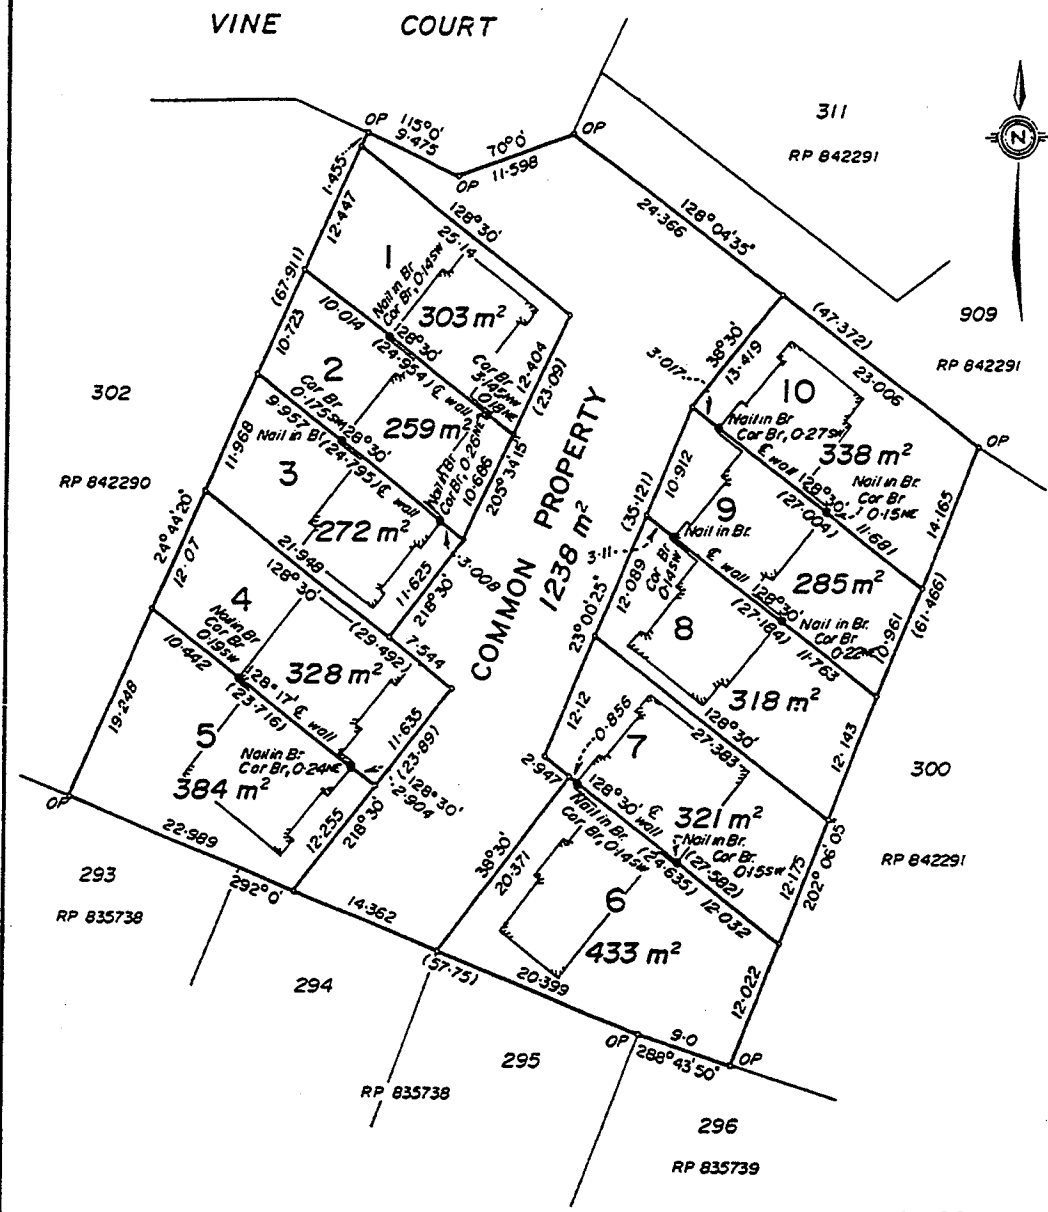 VINE COURT
311
RP 842291
OP
115°0'
9·475
70°0'
11·598
OP
OP
1·455
12·447
128°30'
25·14
24·366
128°04'35"
1
Nail in Br
Cor Br, 0·14SW
303 m²
(67·911)
10·014
128°30'
(24·954) ℄ wall
Cor Br
3·145NW
1·018NE
12·404
(23·09)
10·723
2
Cor Br
0·175SW
259 m²
9·957
Nail in Br
128°30'
(24·795) ℄ wall
Nail in Br
Cor Br, 0·26NE
10·686
205°34'15"
302
RP 842290
11·968
3
272 m²
24°44'20"
21·948
128°30'
(29·492)
11·625
218°30'
3·008
12·07
4
Nail in Br
Cor Br
0·19SW
328 m²
10·442
128°17' ℄ wall
(23·716)
7·544
11·635
(23·89)
19·248
5
Nail in Br
Cor Br, 0·24NE
384 m²
128°30'
2·904
12·255
218°30'
OP
22·989
292°0'
14·362
(57·75)
20·399
COMMON PROPERTY
1238 m²
38°30'
13·419
3·017
(47·372)
23·006
909
RP 842291
OP
10
Nail in Br
Cor Br, 0·27SW
338 m²
℄ wall 128°30'
(27·004)
Nail in Br
Cor Br
0·15NE
11·681
14·165
10·912
(35·121)
9
Nail in Br.
3·11
285 m²
(61·466)
10·961
12·089
23°00'25"
Cor Br
0·14SW
℄ wall
128°30'
(27·184)
Nail in Br
Cor Br
0·22NE
11·763
8
318 m²
128°30'
27·383
12·143
12·12
0·856
7
2·947
128°30' ℄ wall
321 m²
Nail in Br.
Cor Br, 0·14SW
(24·635)
(27·582)
Nail in Br.
Cor Br.
0·15SW
12·032
12·175
202°06'05
300
RP 842291
38°30'
20·371
6
433 m²
12·022
OP
9·0
288°43'50"
OP
293
RP 835738
294
295
RP 835738
296
RP 835739
N